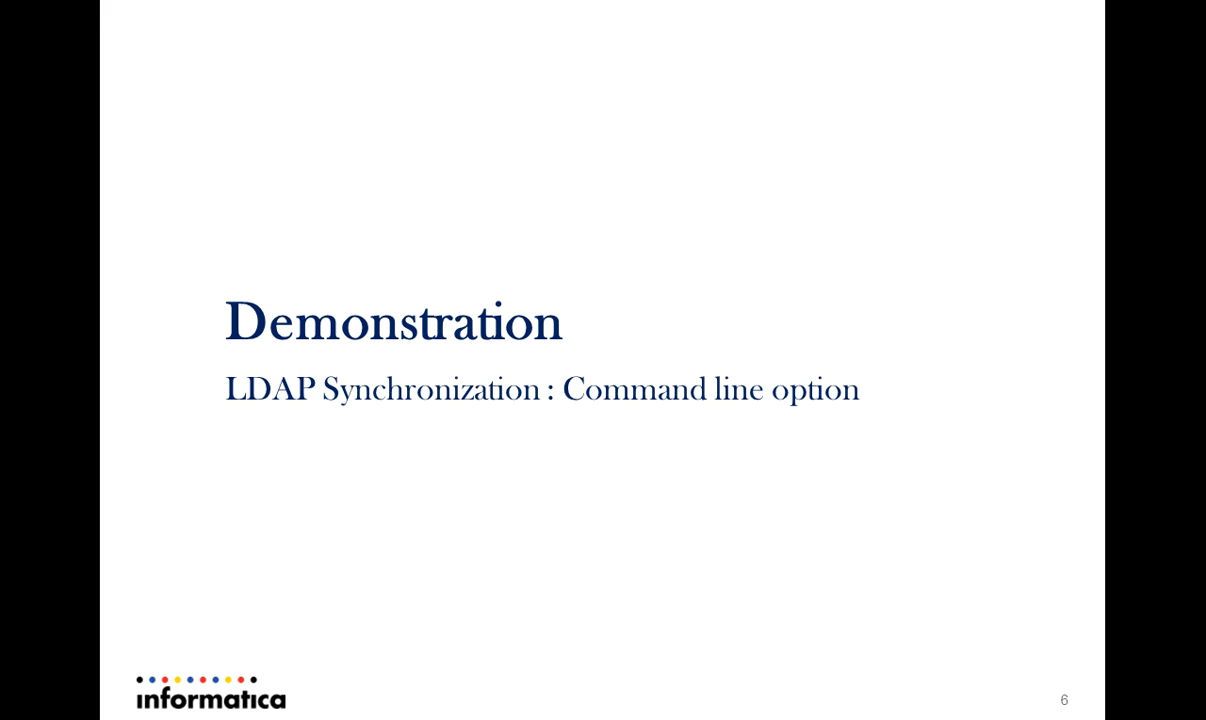 Demonstration
LDAP Synchronization : Command line option
informatica
6